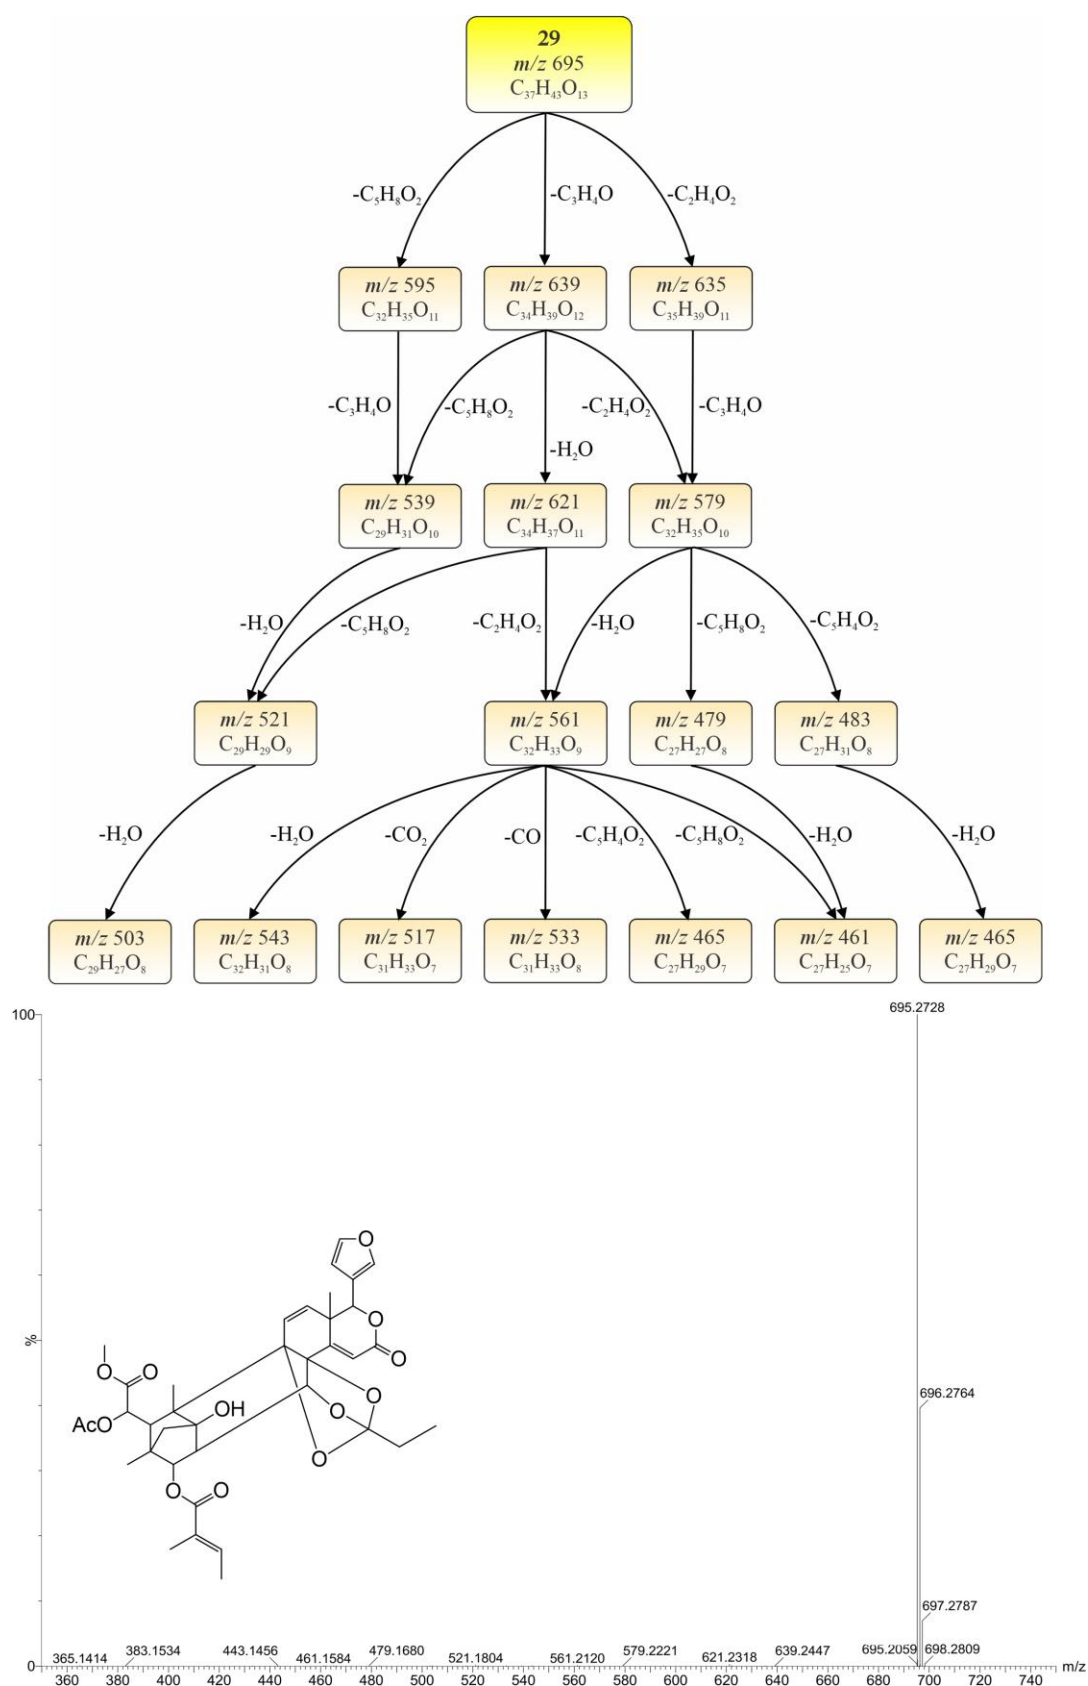 29
m/z 695
C₃₇H₄₃O₁₃
-C₅H₈O₂ -C₃H₄O -C₂H₄O₂
m/z 595 m/z 639 m/z 635
C₃₂H₃₅O₁₁ C₃₄H₃₉O₁₂ C₃₅H₃₉O₁₁
-C₃H₄O -C₅H₈O₂ -C₂H₄O₂ -C₃H₄O
-H₂O
m/z 539 m/z 621 m/z 579
C₂₉H₃₁O₁₀ C₃₄H₃₇O₁₁ C₃₂H₃₅O₁₀
-H₂O -C₅H₈O₂ -C₂H₄O₂ -H₂O -C₅H₈O₂ -C₅H₄O₂
m/z 521 m/z 561 m/z 479 m/z 483
C₂₉H₂₉O₉ C₃₂H₃₃O₉ C₂₇H₂₇O₈ C₂₇H₃₁O₈
-H₂O -H₂O -CO₂ -CO -C₅H₄O₂ -C₅H₈O₂ -H₂O -H₂O
m/z 503 m/z 543 m/z 517 m/z 533 m/z 465 m/z 461 m/z 465
C₂₉H₂₇O₈ C₃₂H₃₁O₈ C₃₁H₃₃O₇ C₃₁H₃₃O₈ C₂₇H₂₉O₇ C₂₇H₂₅O₇ C₂₇H₂₉O₇
695.2728
100
O
O
O
%
O O
O
OH
O
AcO
O
O
O
O
696.2764
697.2787
365.1414 383.1534 443.1456 461.1584 479.1680 521.1804 561.2120 579.2221 621.2318 639.2447 695.2059 698.2809
0
m/z
360 380 400 420 440 460 480 500 520 540 560 580 600 620 640 660 680 700 720 740